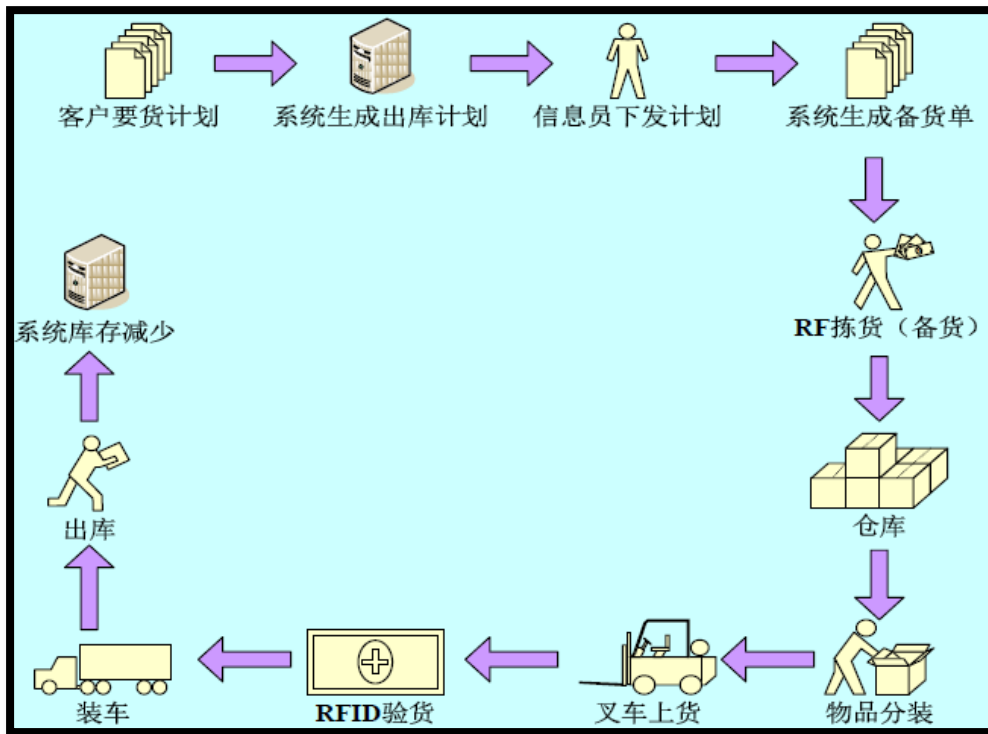 客户要货计划
系统生成出库计划
信息员下发计划
系统生成备货单
RF拣货（备货）
仓库
物品分装
叉车上货
RFID验货
装车
出库
系统库存减少